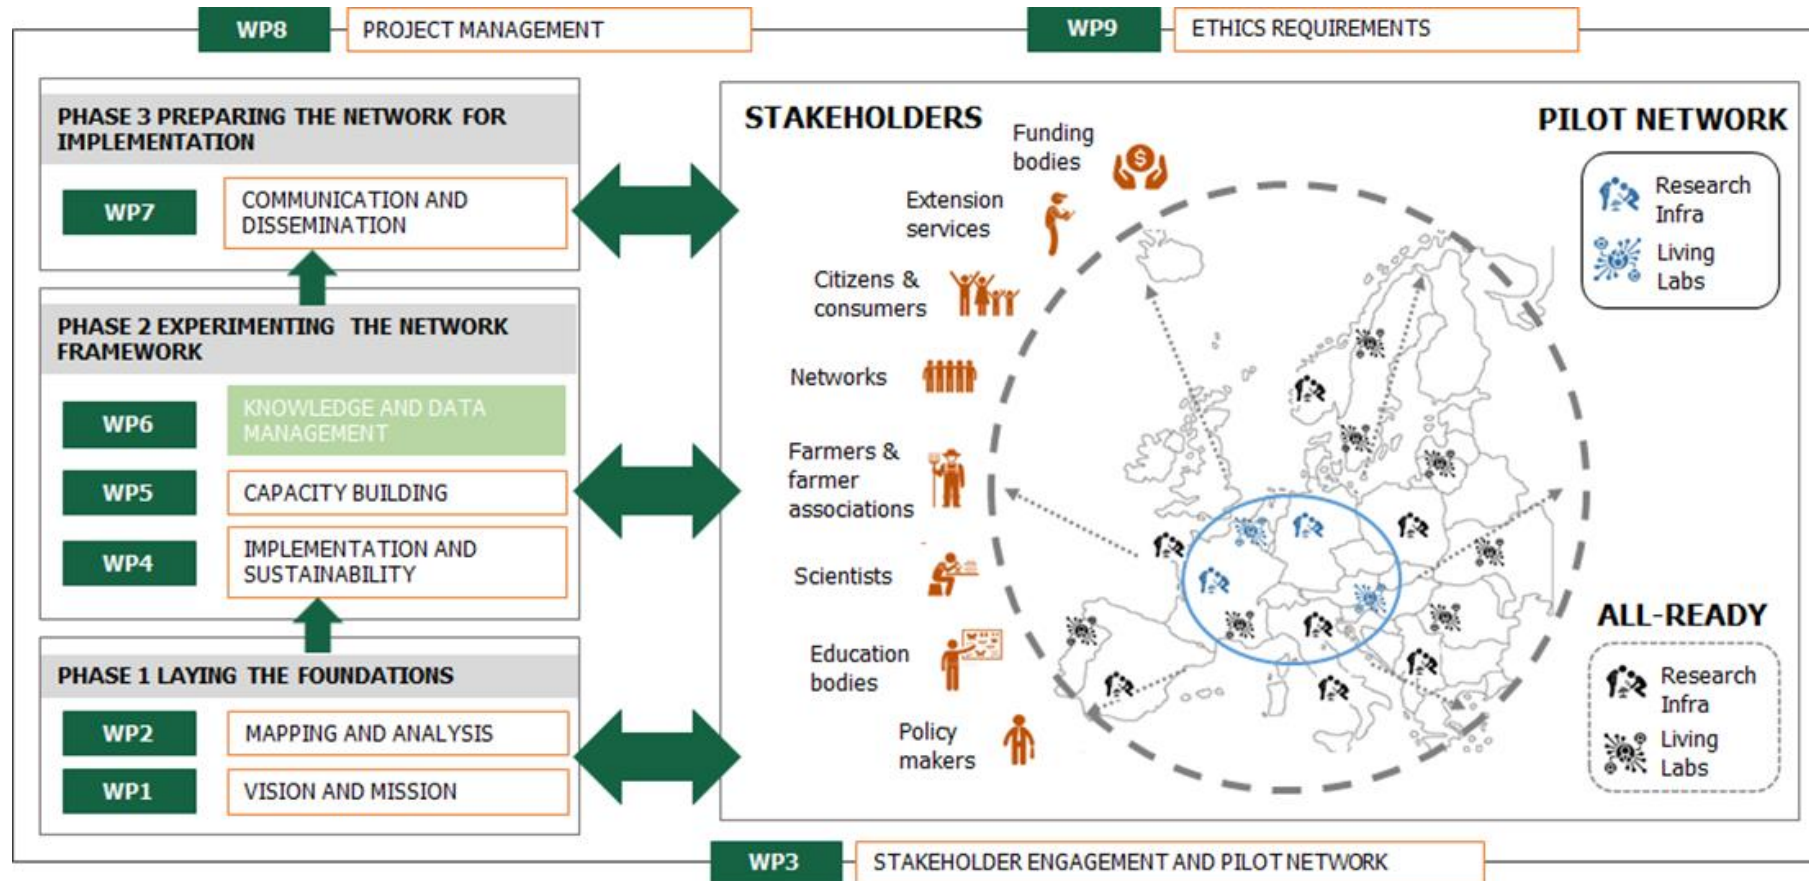 WP8
PROJECT MANAGEMENT
WP9
ETHICS REQUIREMENTS
PHASE 3 PREPARING THE NETWORK FOR
IMPLEMENTATION
WP7
COMMUNICATION AND
DISSEMINATION
PHASE 2 EXPERIMENTING THE NETWORK
FRAMEWORK
WP6
KNOWLEDGE AND DATA
MANAGEMENT
WP5
CAPACITY BUILDING
WP4
IMPLEMENTATION AND
SUSTAINABILITY
PHASE 1 LAYING THE FOUNDATIONS
WP2
MAPPING AND ANALYSIS
WP1
VISION AND MISSION
STAKEHOLDERS
Funding
bodies
$
Extension
services
Citizens &
consumers
Networks
Farmers &
farmer
associations
Scientists
Education
bodies
Policy
makers
PILOT NETWORK
Research
Infra
Living
Labs
ALL-READY
Research
Infra
Living
Labs
WP3
STAKEHOLDER ENGAGEMENT AND PILOT NETWORK